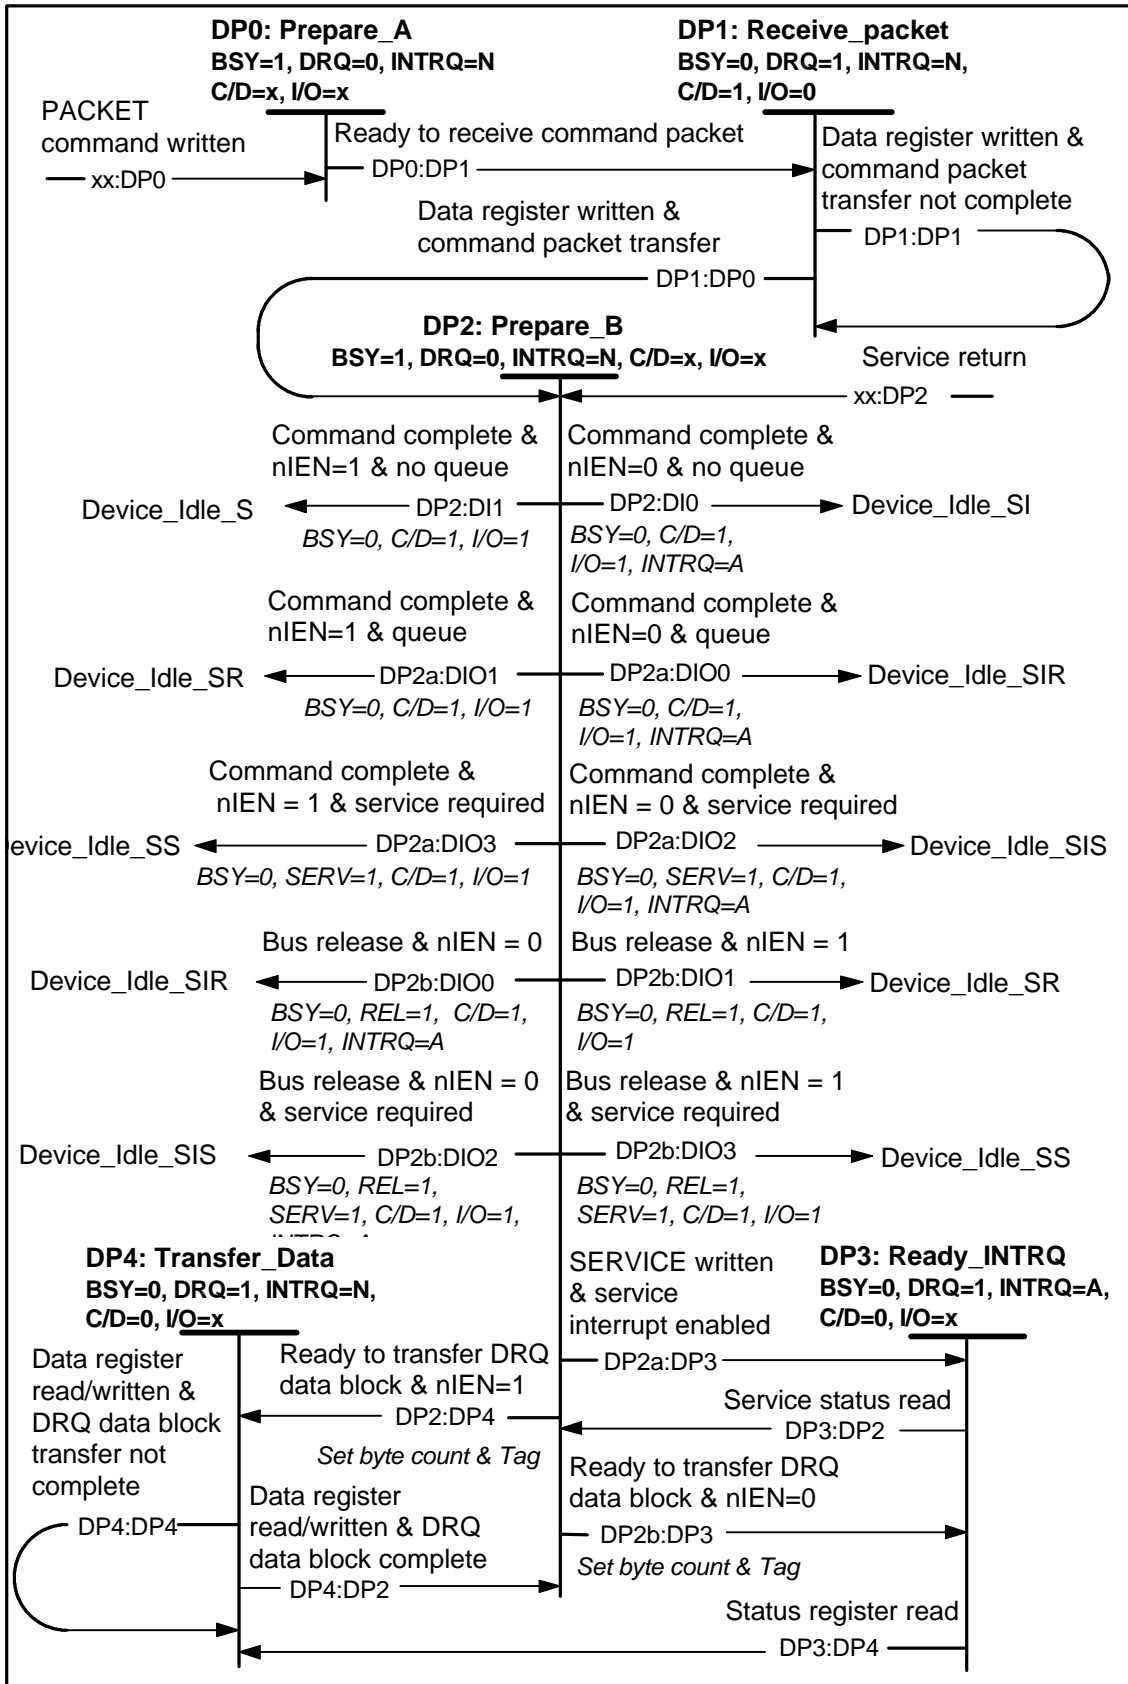 DP0: Prepare_A
BSY=1, DRQ=0, INTRQ=N
C/D=x, I/O=x
DP1: Receive_packet
BSY=0, DRQ=1, INTRQ=N,
C/D=1, I/O=0
PACKET
command written
xx:DP0
Ready to receive command packet
DP0:DP1
Data register written &
command packet
transfer not complete
DP1:DP1
Data register written &
command packet transfer
DP1:DP0
DP2: Prepare_B
BSY=1, DRQ=0, INTRQ=N, C/D=x, I/O=x
Service return
xx:DP2
Command complete &
nIEN=1 & no queue
Device_Idle_S
DP2:DI1
BSY=0, C/D=1, I/O=1
Command complete &
nIEN=0 & no queue
DP2:DI0
Device_Idle_SI
BSY=0, C/D=1,
I/O=1, INTRQ=A
Command complete &
nIEN=1 & queue
Device_Idle_SR
DP2a:DIO1
BSY=0, C/D=1, I/O=1
Command complete &
nIEN=0 & queue
DP2a:DIO0
Device_Idle_SIR
BSY=0, C/D=1,
I/O=1, INTRQ=A
Command complete &
nIEN = 1 & service required
evice_Idle_SS
DP2a:DIO3
BSY=0, SERV=1, C/D=1, I/O=1
Command complete &
nIEN = 0 & service required
DP2a:DIO2
Device_Idle_SIS
BSY=0, SERV=1, C/D=1,
I/O=1, INTRQ=A
Bus release & nIEN = 0
Device_Idle_SIR
DP2b:DIO0
BSY=0, REL=1, C/D=1,
I/O=1, INTRQ=A
Bus release & nIEN = 1
DP2b:DIO1
Device_Idle_SR
BSY=0, REL=1, C/D=1,
I/O=1
Bus release & nIEN = 0
& service required
Device_Idle_SIS
DP2b:DIO2
BSY=0, REL=1,
SERV=1, C/D=1, I/O=1,
Bus release & nIEN = 1
& service required
DP2b:DIO3
Device_Idle_SS
BSY=0, REL=1,
SERV=1, C/D=1, I/O=1
DP4: Transfer_Data
BSY=0, DRQ=1, INTRQ=N,
C/D=0, I/O=x
SERVICE written
& service
interrupt enabled
DP2a:DP3
DP3: Ready_INTRQ
BSY=0, DRQ=1, INTRQ=A,
C/D=0, I/O=x
Data register
read/written &
DRQ data block
transfer not
complete
DP4:DP4
Ready to transfer DRQ
data block & nIEN=1
DP2:DP4
Set byte count & Tag
Service status read
DP3:DP2
Ready to transfer DRQ
data block & nIEN=0
DP2b:DP3
Set byte count & Tag
Data register
read/written & DRQ
data block complete
DP4:DP2
Status register read
DP3:DP4